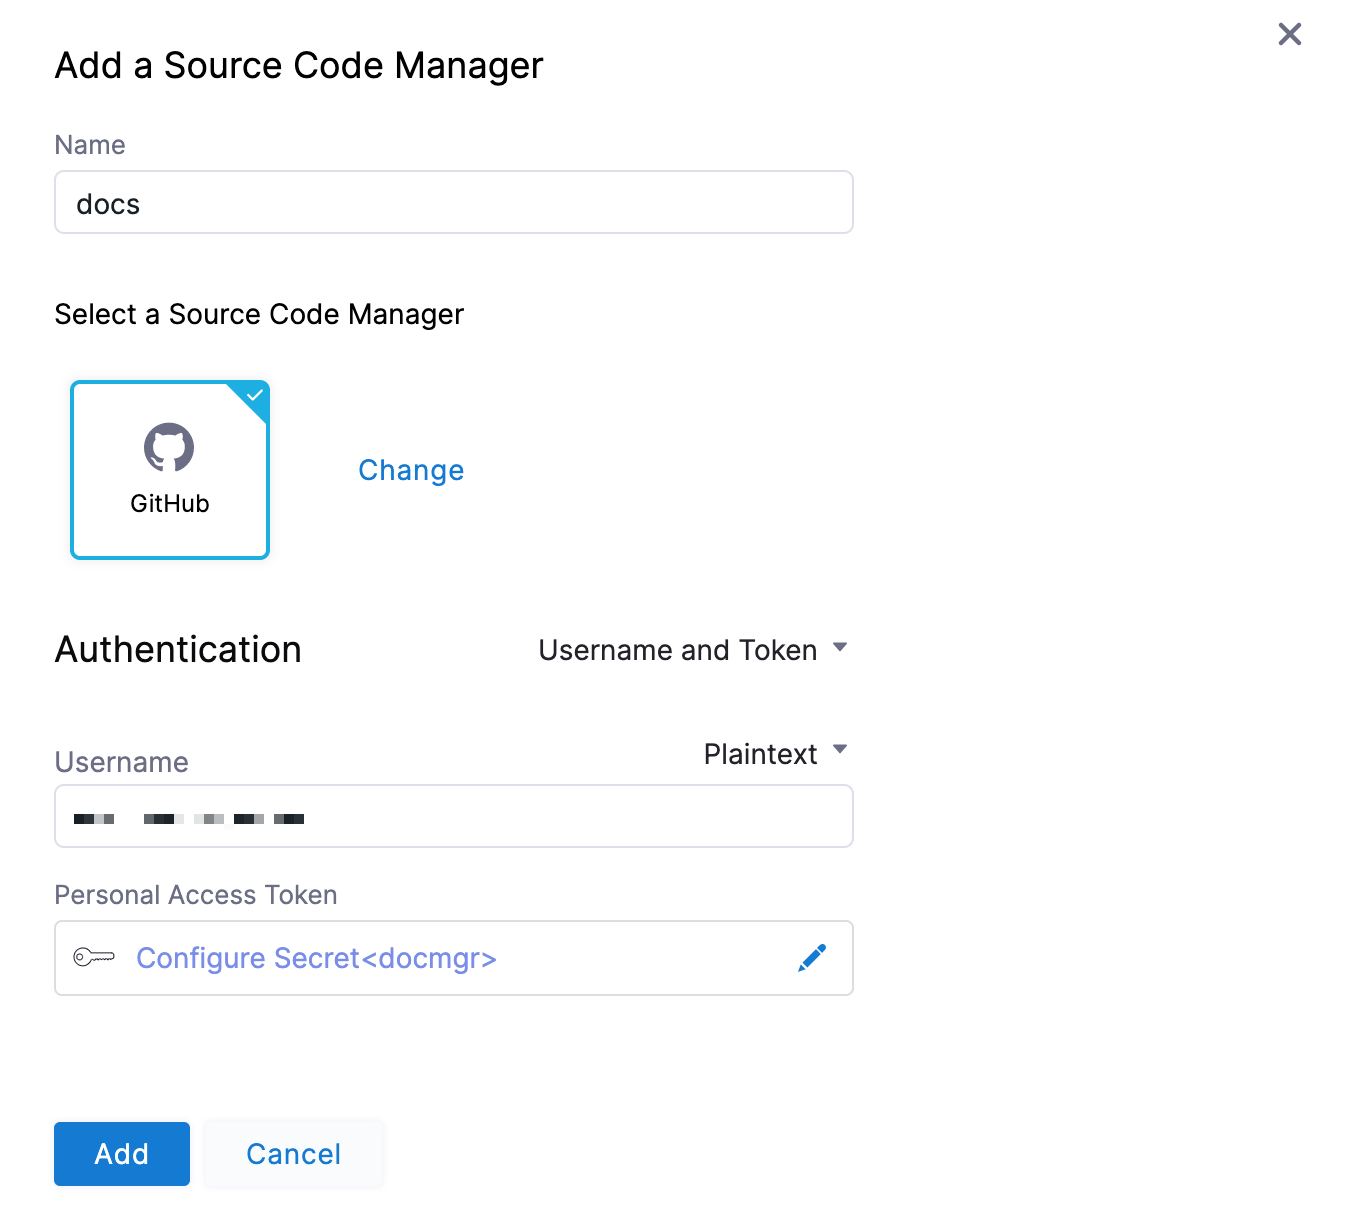 Add a Source Code Manager
Name
docs
Select a Source Code Manager
GitHub
Change
Authentication
Username and Token
Username
Plaintext
Personal Access Token
Configure Secret<docmgr>
Add
Cancel